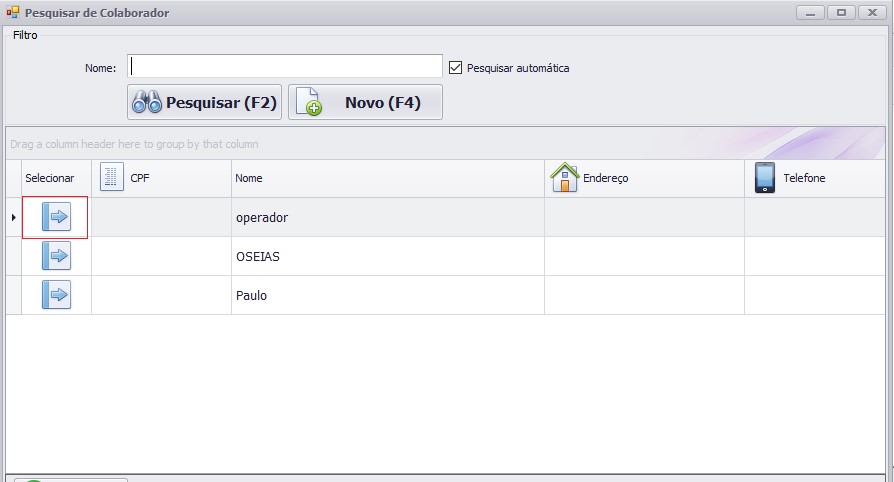 Pesquisar de Colaborador
Filtro
Nome:
Pesquisar automática
Pesquisar (F2)
Novo (F4)
Drag a column header here to group by that column
Selecionar CPF Nome Endereço Telefone
operador
OSEIAS
Paulo